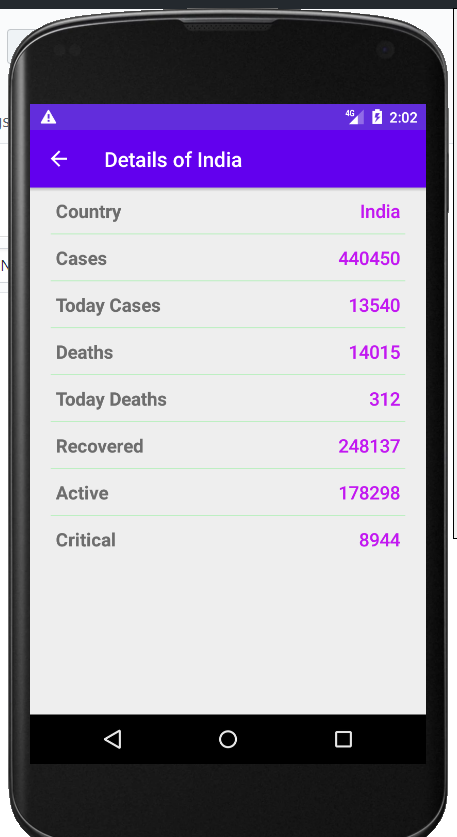 4G 2:02
Details of India
Country India
Cases 440450
Today Cases 13540
Deaths 14015
Today Deaths 312
Recovered 248137
Active 178298
Critical 8944